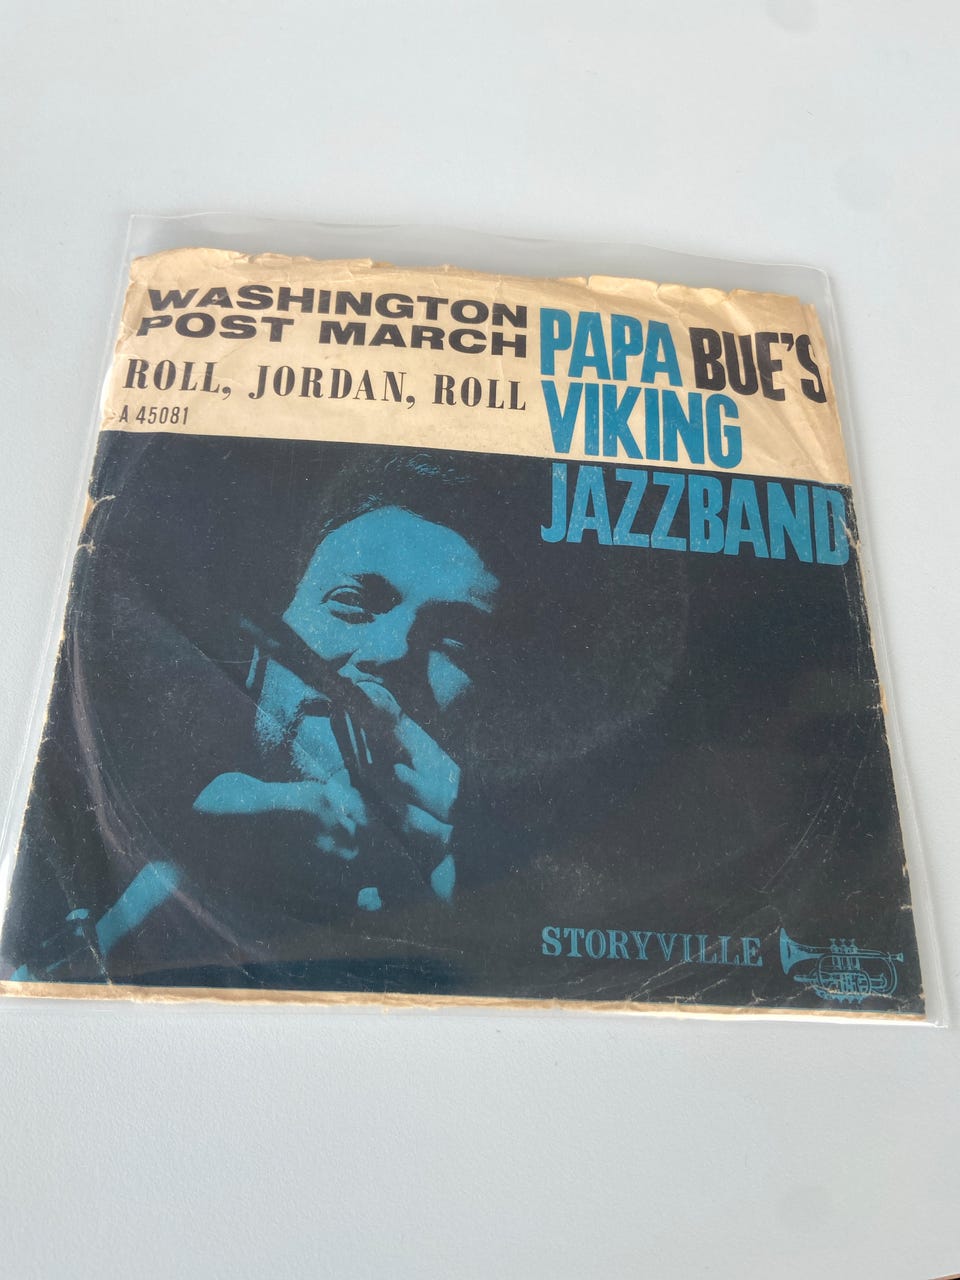 WASHINGTON
POST MARCH
ROLL, JORDAN, ROLL
A 45081
PAPA BUE'S
VIKING
JAZZBAND
STORYVILLE